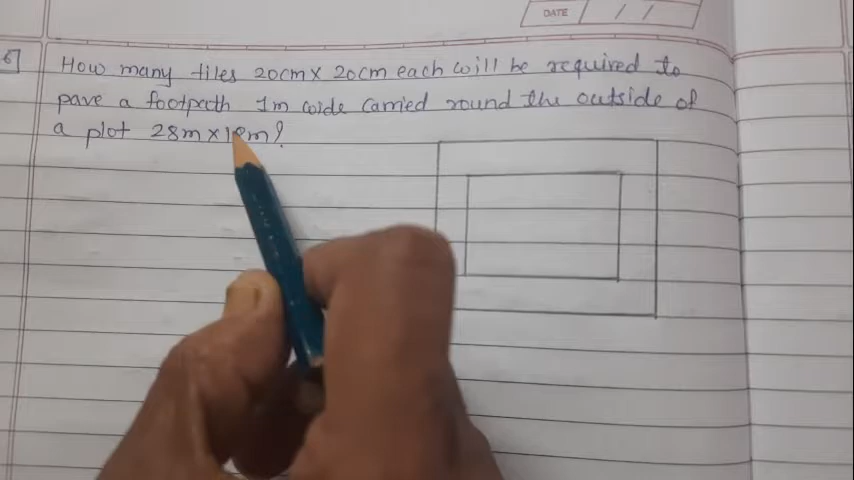 DATE / /
6] How many tiles 20cm x 20cm each will be required to
pave a footpath 1m wide carried round the outside of
a plot 28m x 18m?